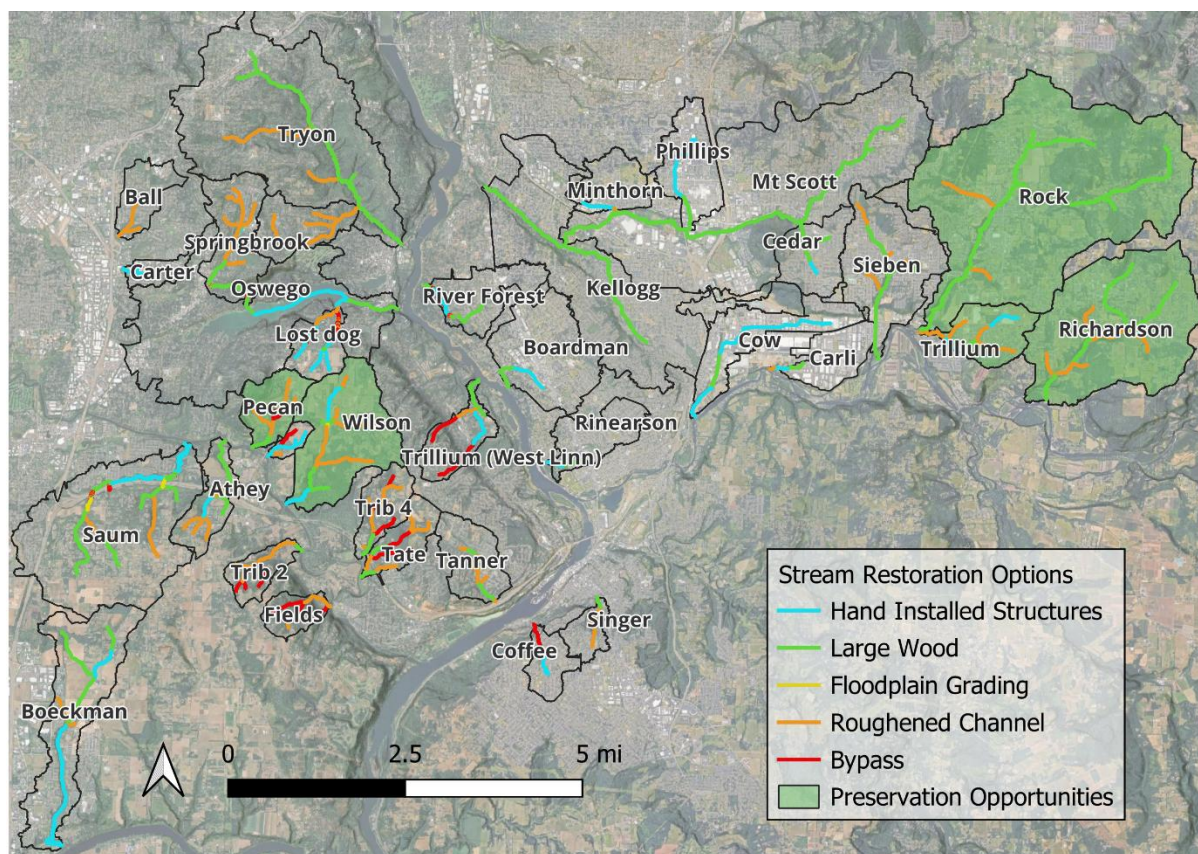 Phillips
Tryon
Mt Scott
Ball
Minthorn
Rock
Springbrook
Cedar
Carter
Sieben
Oswego
River Forest
Kellogg
Lost dog
Boardman
Cow
Trillium
Richardson
Carli
Pecan
Wilson
Rinearson
Trillium (West Linn)
Athey
Trib 4
Saum
Tate
Tanner
Trib 2
Fields
Singer
Coffee
Boeckman
0 2.5 5 mi
Stream Restoration Options
Hand Installed Structures
Large Wood
Floodplain Grading
Roughened Channel
Bypass
Preservation Opportunities